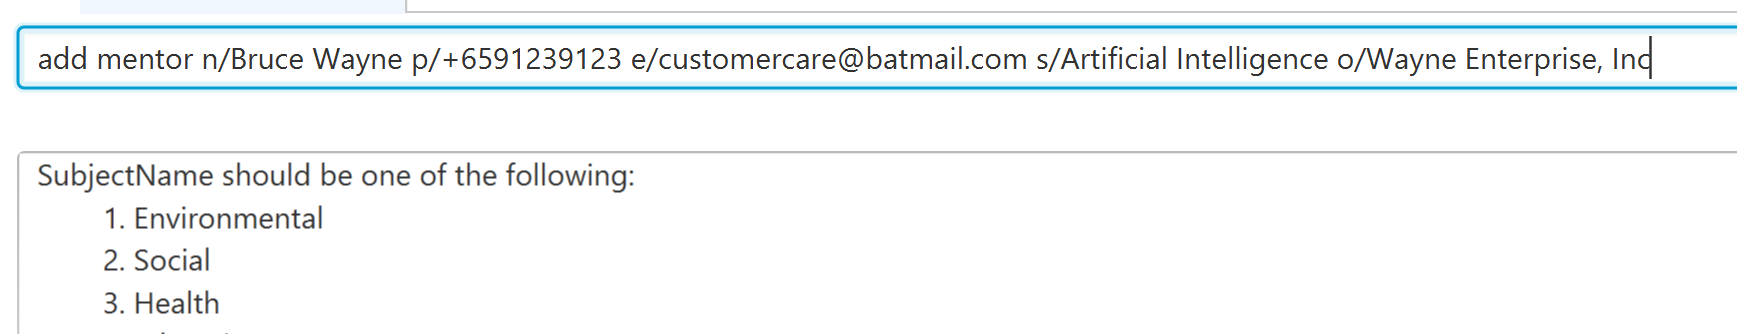 add mentor n/Bruce Wayne p/+6591239123 e/customercare@batmail.com s/Artificial Intelligence o/Wayne Enterprise, Inc
SubjectName should be one of the following:
1. Environmental
2. Social
3. Health